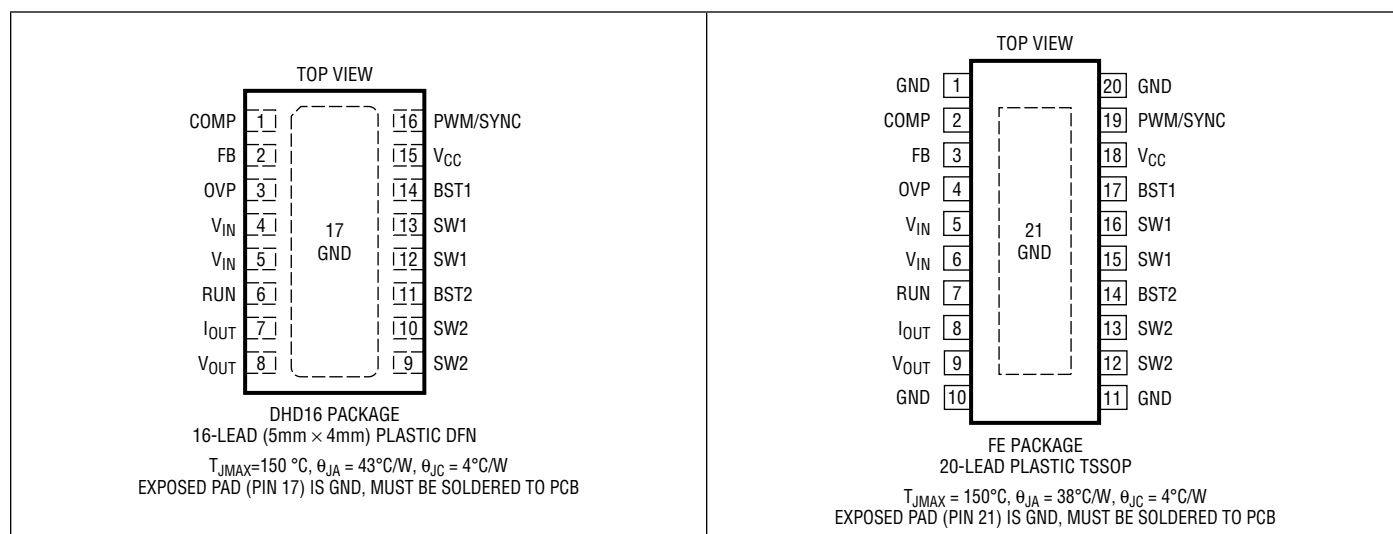 TOP VIEW
COMP 1 16 PWM/SYNC
FB 2 15 VCC
OVP 3 14 BST1
VIN 4 13 SW1
VIN 5 12 SW1
RUN 6 11 BST2
IOUT 7 10 SW2
VOUT 8 9 SW2
17
GND
DHD16 PACKAGE
16-LEAD (5mm × 4mm) PLASTIC DFN
TJMAX=150 °C, θJA = 43°C/W, θJC = 4°C/W
EXPOSED PAD (PIN 17) IS GND, MUST BE SOLDERED TO PCB
TOP VIEW
GND 1 20 GND
COMP 2 19 PWM/SYNC
FB 3 18 VCC
OVP 4 17 BST1
VIN 5 16 SW1
VIN 6 15 SW1
RUN 7 14 BST2
IOUT 8 13 SW2
VOUT 9 12 SW2
GND 10 11 GND
21
GND
FE PACKAGE
20-LEAD PLASTIC TSSOP
TJMAX = 150°C, θJA = 38°C/W, θJC = 4°C/W
EXPOSED PAD (PIN 21) IS GND, MUST BE SOLDERED TO PCB